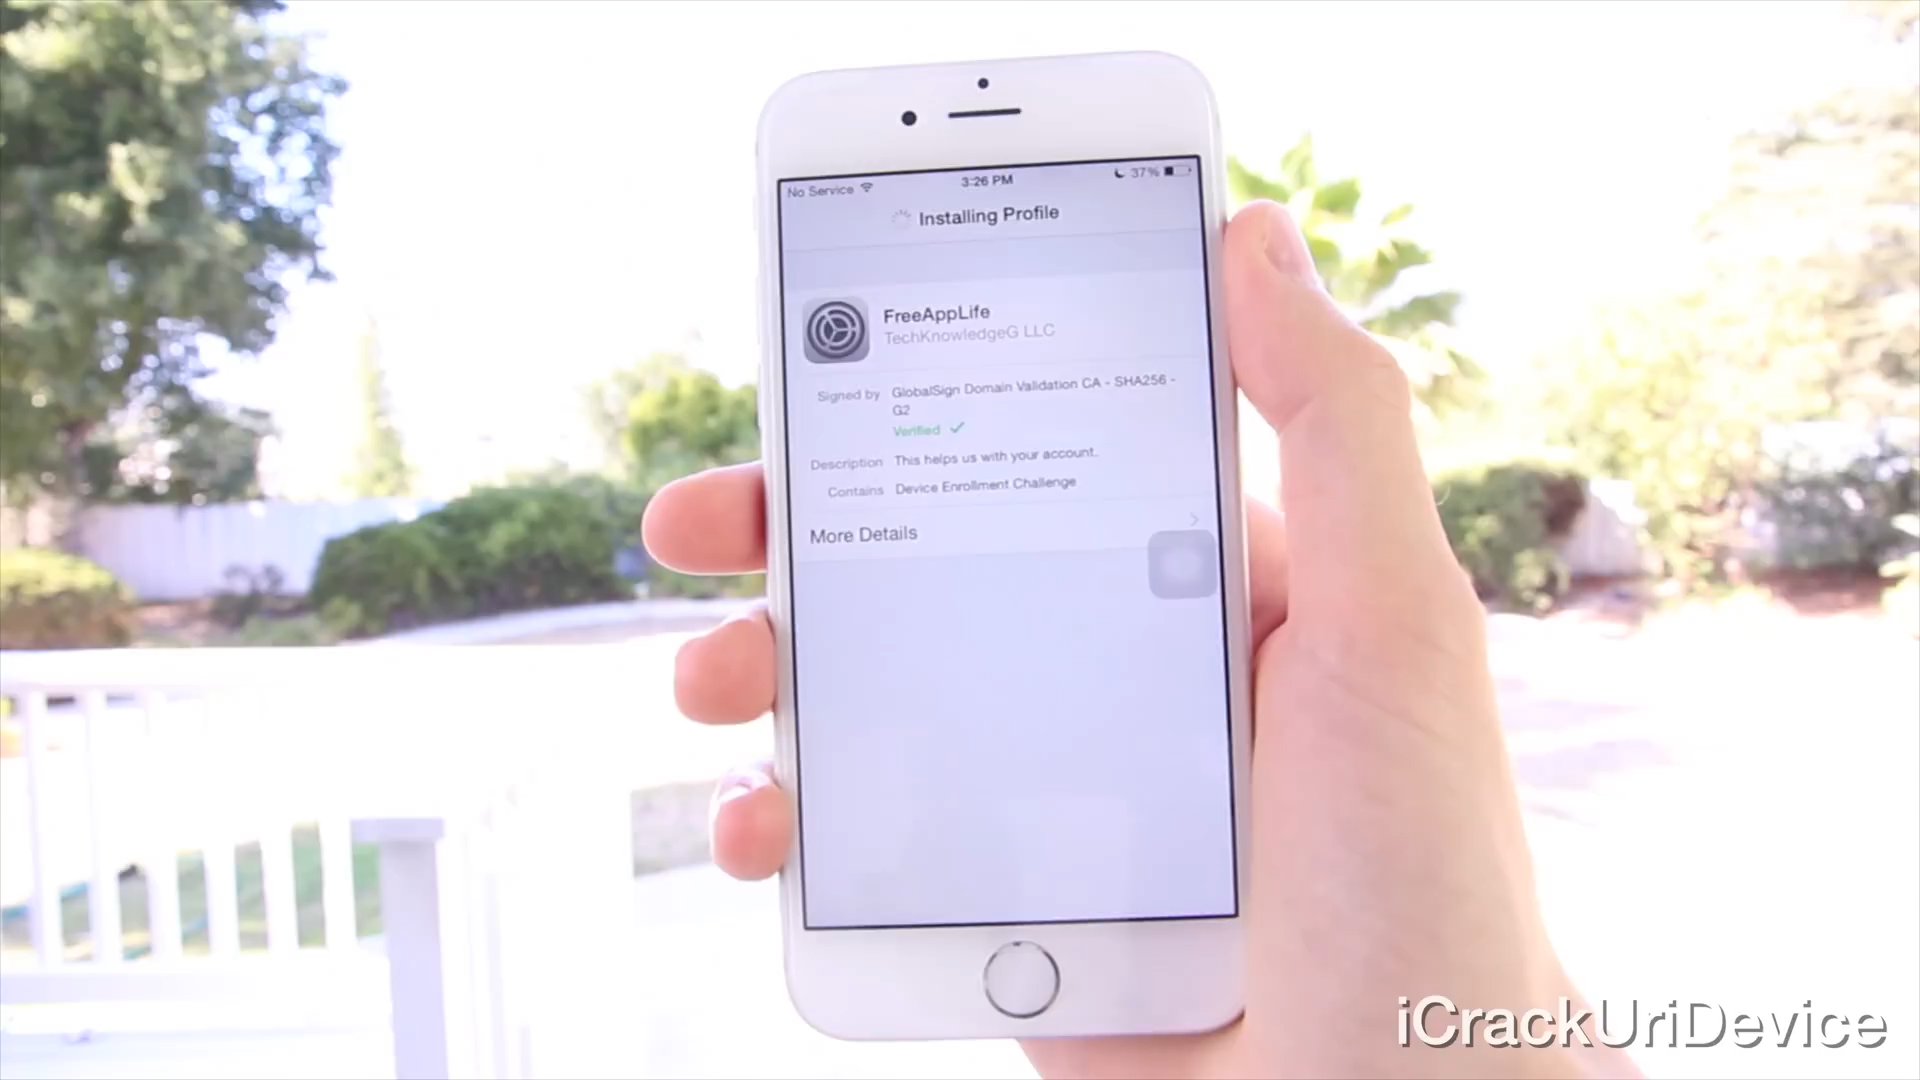 No Service
3:26 PM
37%
Installing Profile
FreeAppLife
TechKnowledgeG LLC
Signed by GlobalSign Domain Validation CA - SHA256 -
G2
Verified
Description This helps us with your account.
Contains Device Enrollment Challenge
More Details
iCrackUriDevice